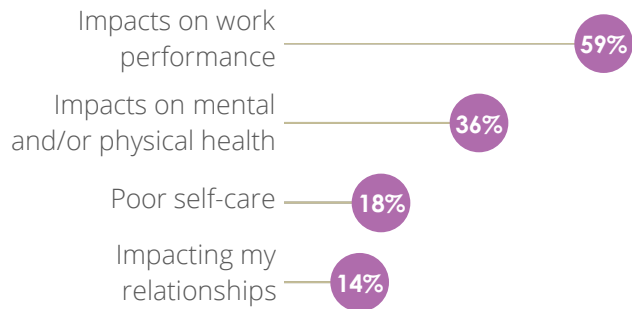 Impacts on work
performance
59%
Impacts on mental
and/or physical health
36%
Poor self-care
18%
Impacting my
relationships
14%